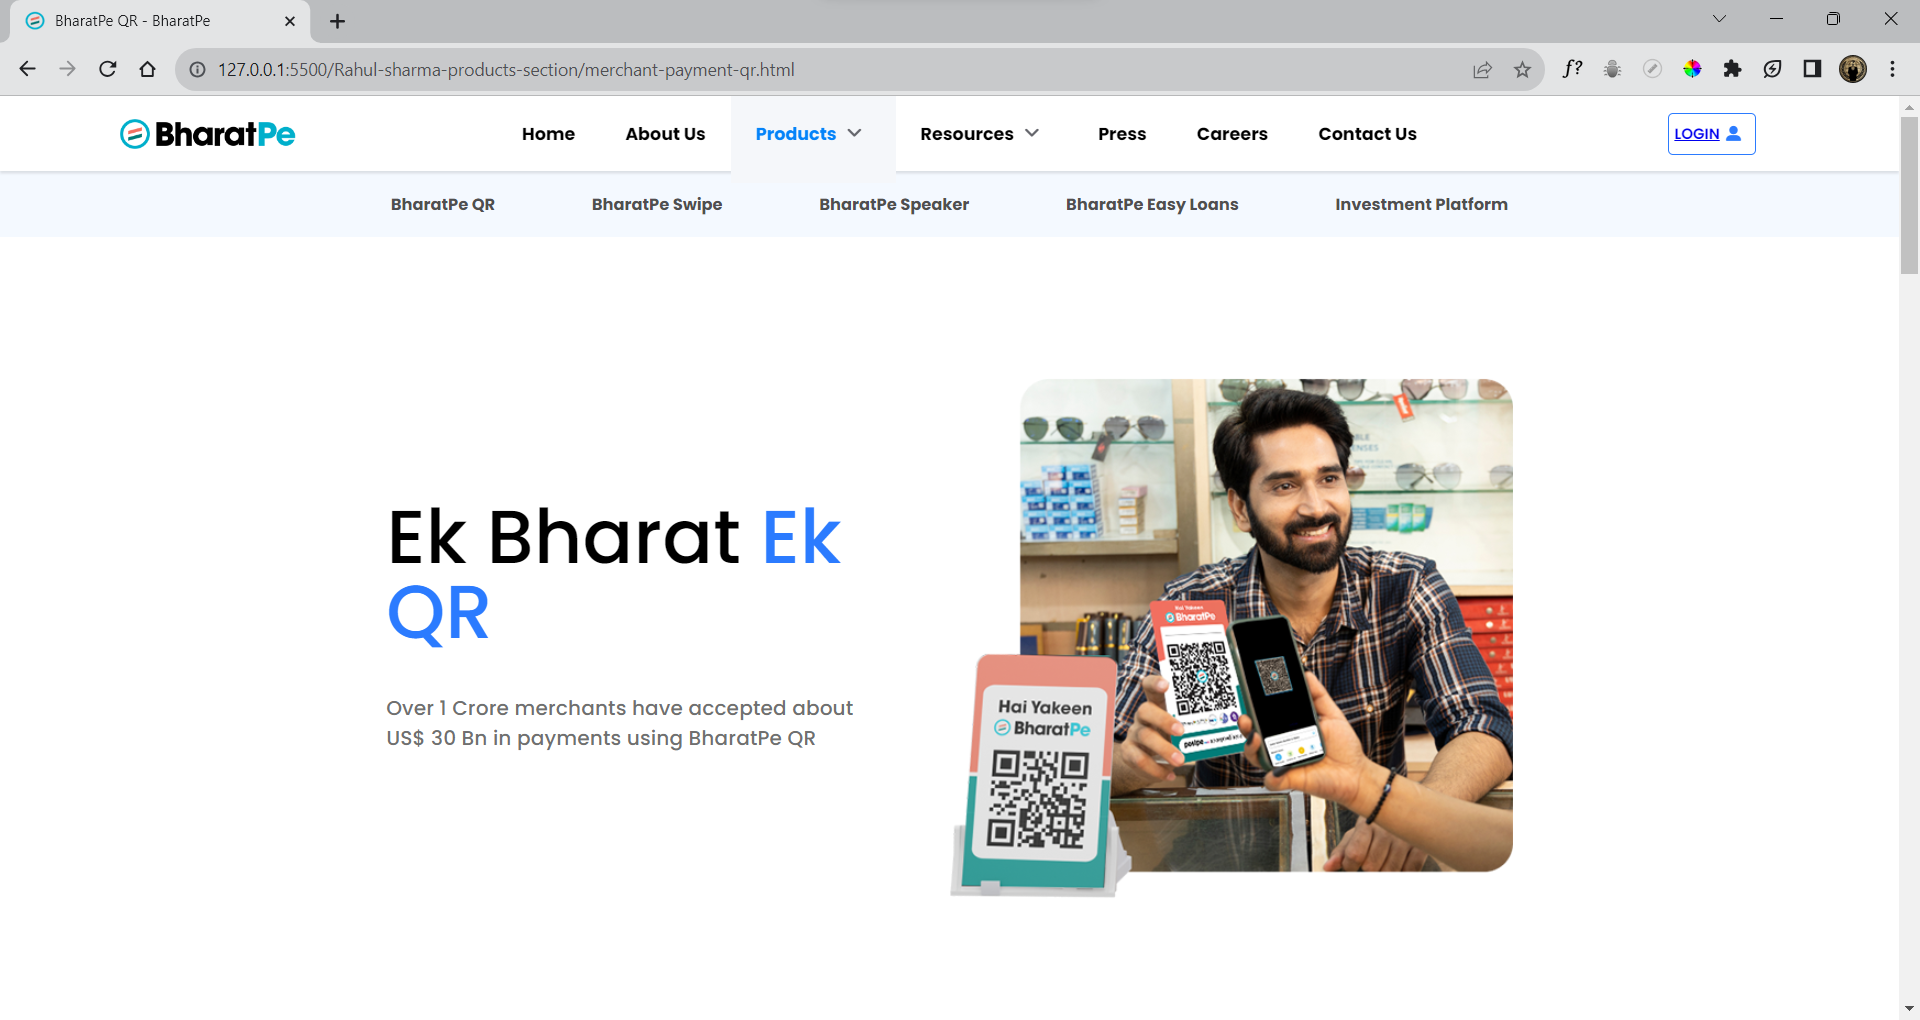 BharatPe QR - BharatPe
127.0.0.1:5500/Rahul-sharma-products-section/merchant-payment-qr.html
f?
BharatPe
Home
About Us
Products
Resources
Press
Careers
Contact Us
LOGIN
BharatPe QR
BharatPe Swipe
BharatPe Speaker
BharatPe Easy Loans
Investment Platform
Ek Bharat Ek
QR
Over 1 Crore merchants have accepted about
US$ 30 Bn in payments using BharatPe QR
Hai Yakeen
BharatPe
Hai Yakeen
BharatPe